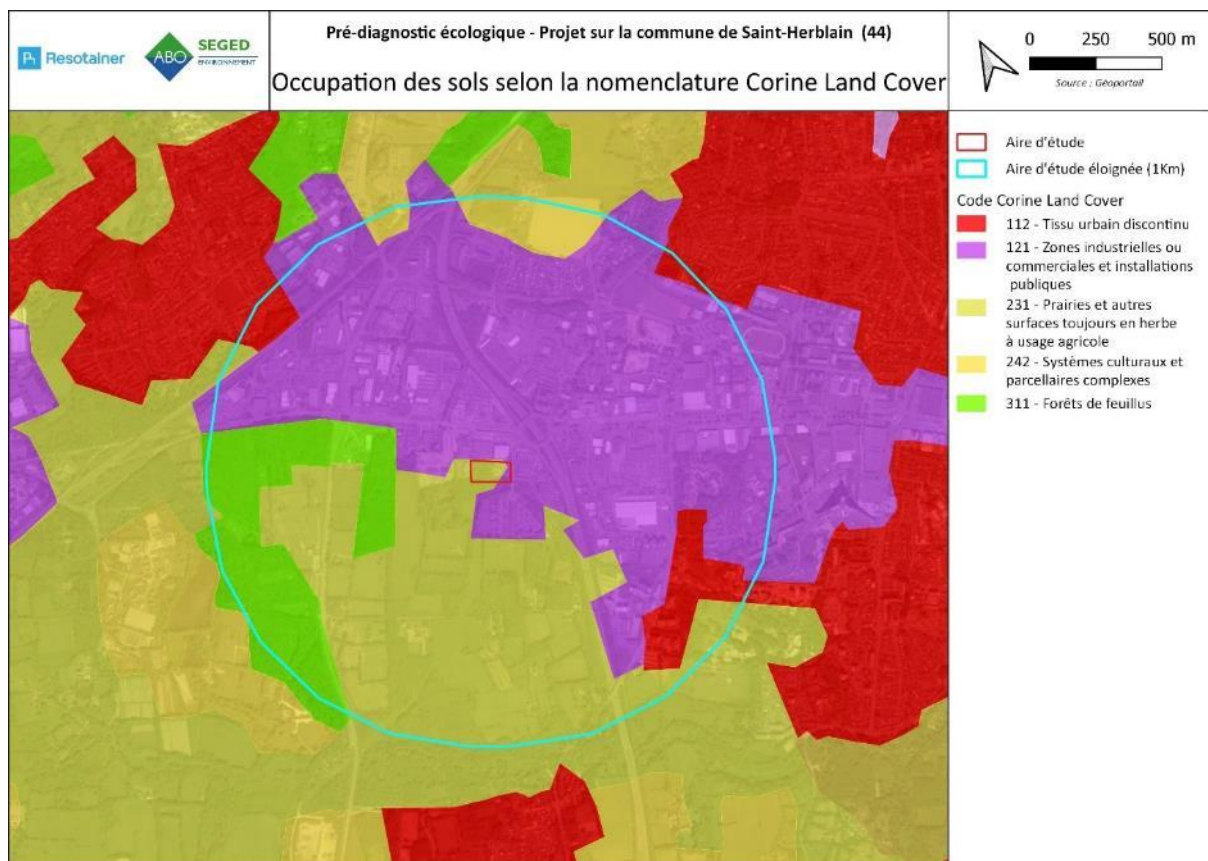 Resotainer
ABO
SEGED
ENVIRONNEMENT
Pré-diagnostic écologique - Projet sur la commune de Saint-Herblain (44)
Occupation des sols selon la nomenclature Corine Land Cover
0 250 500 m
Source : Géoportail
Aire d'étude
Aire d'étude éloignée (1Km)
Code Corine Land Cover
112 - Tissu urbain discontinu
121 - Zones industrielles ou
commerciales et installations
publiques
231 - Prairies et autres
surfaces toujours en herbe
à usage agricole
242 - Systèmes culturaux et
parcellaires complexes
311 - Forêts de feuillus